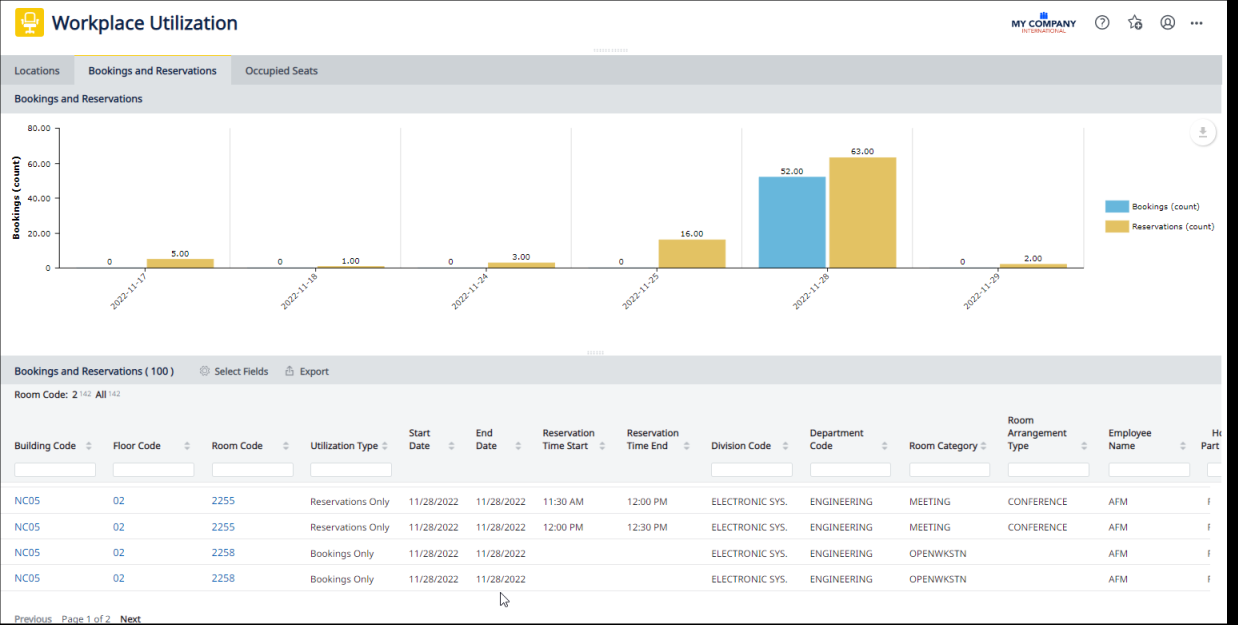 Workplace Utilization
MY COMPANY
INTERNATIONAL
Locations Bookings and Reservations Occupied Seats
Bookings and Reservations
Bookings (count)
80.00
60.00
40.00
20.00
0
0 5.00
0 1.00
0 3.00
0 16.00
52.00 63.00
0 2.00
2022-11-17
2022-11-18
2022-11-24
2022-11-25
2022-11-28
2022-11-29
Bookings (count)
Reservations (count)
Bookings and Reservations ( 100 ) Select Fields Export
Room Code: 2 142 All 142
Building Code Floor Code Room Code Utilization Type Start Date End Date Reservation Time Start Reservation Time End Division Code Department Code Room Category Room Arrangement Type Employee Name Part
NC05 02 2255 Reservations Only 11/28/2022 11/28/2022 11:30 AM 12:00 PM ELECTRONIC SYS. ENGINEERING MEETING CONFERENCE AFM
NC05 02 2255 Reservations Only 11/28/2022 11/28/2022 12:00 PM 12:30 PM ELECTRONIC SYS. ENGINEERING MEETING CONFERENCE AFM
NC05 02 2258 Bookings Only 11/28/2022 11/28/2022 ELECTRONIC SYS. ENGINEERING OPENWKSTN AFM
NC05 02 2258 Bookings Only 11/28/2022 11/28/2022 ELECTRONIC SYS. ENGINEERING OPENWKSTN AFM
Previous Page 1 of 2 Next